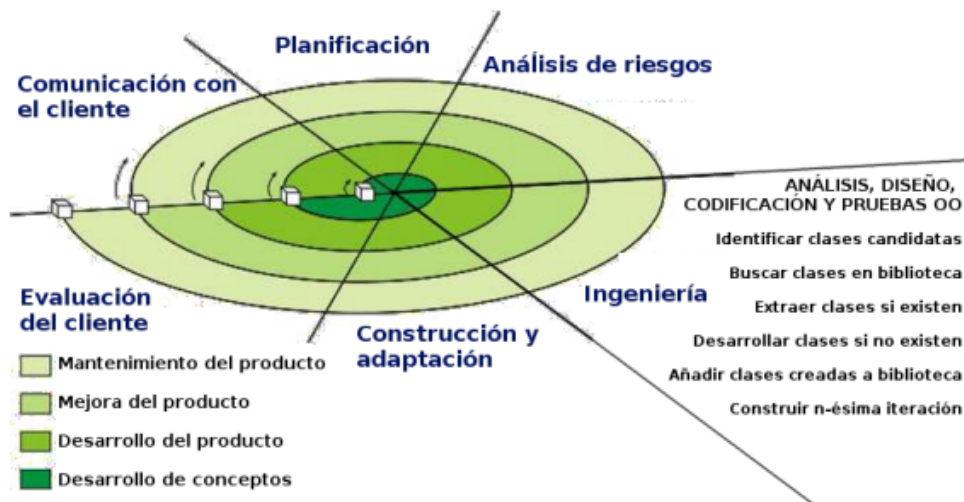 Planificación
Análisis de riesgos
Comunicación con
el cliente
ANÁLISIS, DISEÑO,
CODIFICACIÓN Y PRUEBAS OO
Identificar clases candidatas
Buscar clases en biblioteca
Extraer clases si existen
Desarrollar clases si no existen
Añadir clases creadas a biblioteca
Construir n-ésima iteración
Ingeniería
Construcción y
adaptación
Evaluación
del cliente
Mantenimiento del producto
Mejora del producto
Desarrollo del producto
Desarrollo de conceptos